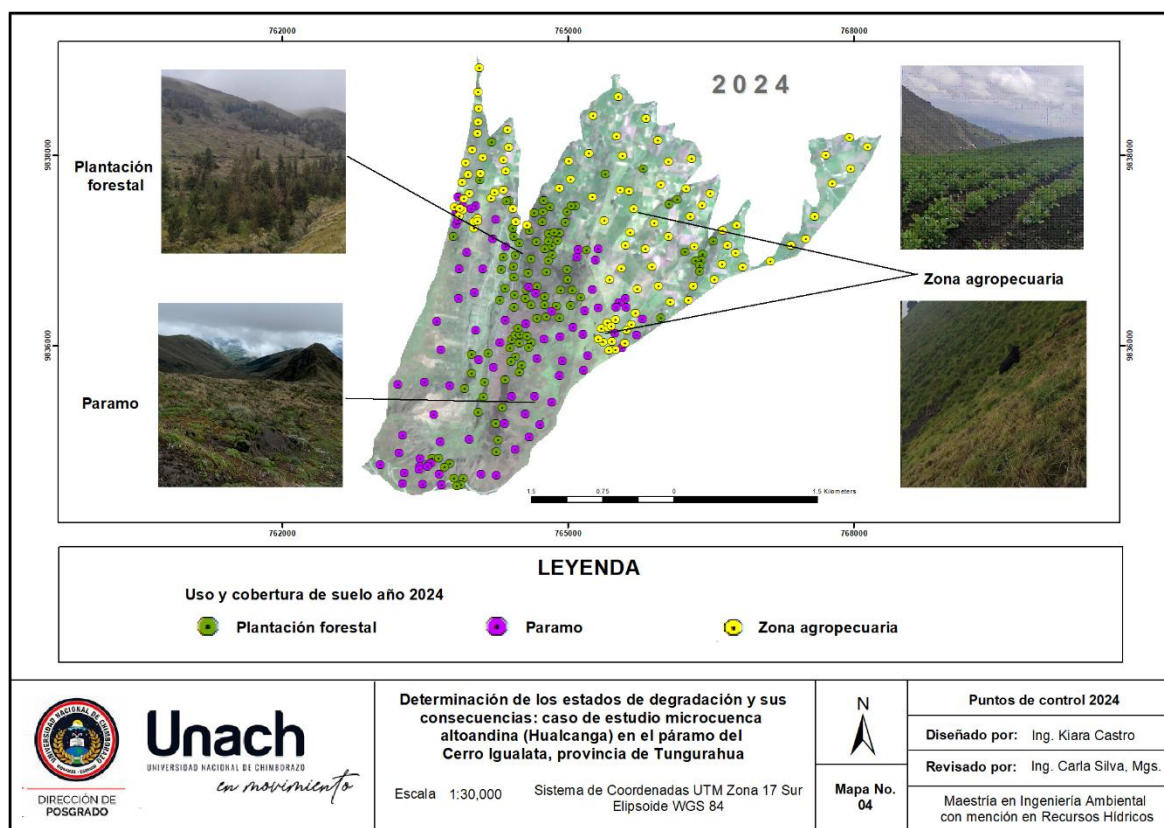 762000
765000
768000
9838000
9838000
2024
Plantación
forestal
Paramo
Zona agropecuaria
9836000
9836000
1.5
0.75
0
1.5 Kilometers
762000
765000
768000
LEYENDA
Uso y cobertura de suelo año 2024
Plantación forestal
Paramo
Zona agropecuaria
UNIVERSIDAD NACIONAL DE CHIMBORAZO
DIRECCIÓN DE
POSGRADO
Unach
UNIVERSIDAD NACIONAL DE CHIMBORAZO
en movimiento
Determinación de los estados de degradación y sus
consecuencias: caso de estudio microcuenca
altoandina (Hualcanga) en el páramo del
Cerro Igualata, provincia de Tungurahua
Escala 1:30,000
Sistema de Coordenadas UTM Zona 17 Sur
Elipsoide WGS 84
N
Mapa No.
04
Puntos de control 2024
Diseñado por: Ing. Kiara Castro
Revisado por: Ing. Carla Silva, Mgs.
Maestría en Ingeniería Ambiental
con mención en Recursos Hídricos